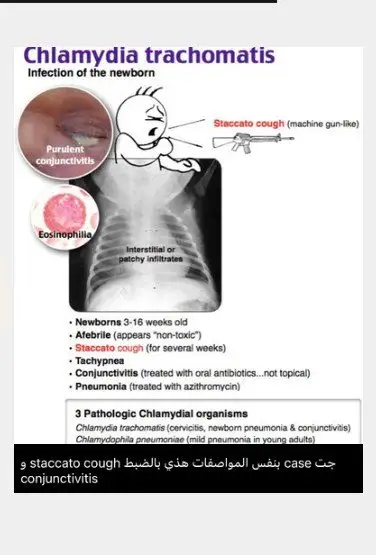 Chlamydia trachomatis
Infection of the newborn
Staccato cough (machine gun-like)
Purulent
conjunctivitis
Eosinophilia
Interstitial or
patchy infiltrates
• Newborns 3-16 weeks old
• Afebrile (appears "non-toxic")
• Staccato cough (for several weeks)
• Tachypnea
• Conjunctivitis (treated with oral antibiotics...not topical)
• Pneumonia (treated with azithromycin)
3 Pathologic Chlamydial organisms
Chlamydia trachomatis (cervicitis, newborn pneumonia & conjunctivitis)
Chlamydophila pneumoniae (mild pneumonia in young adults)
جت case بنفس المواصفات هذي بالضبط staccato cough و
conjunctivitis